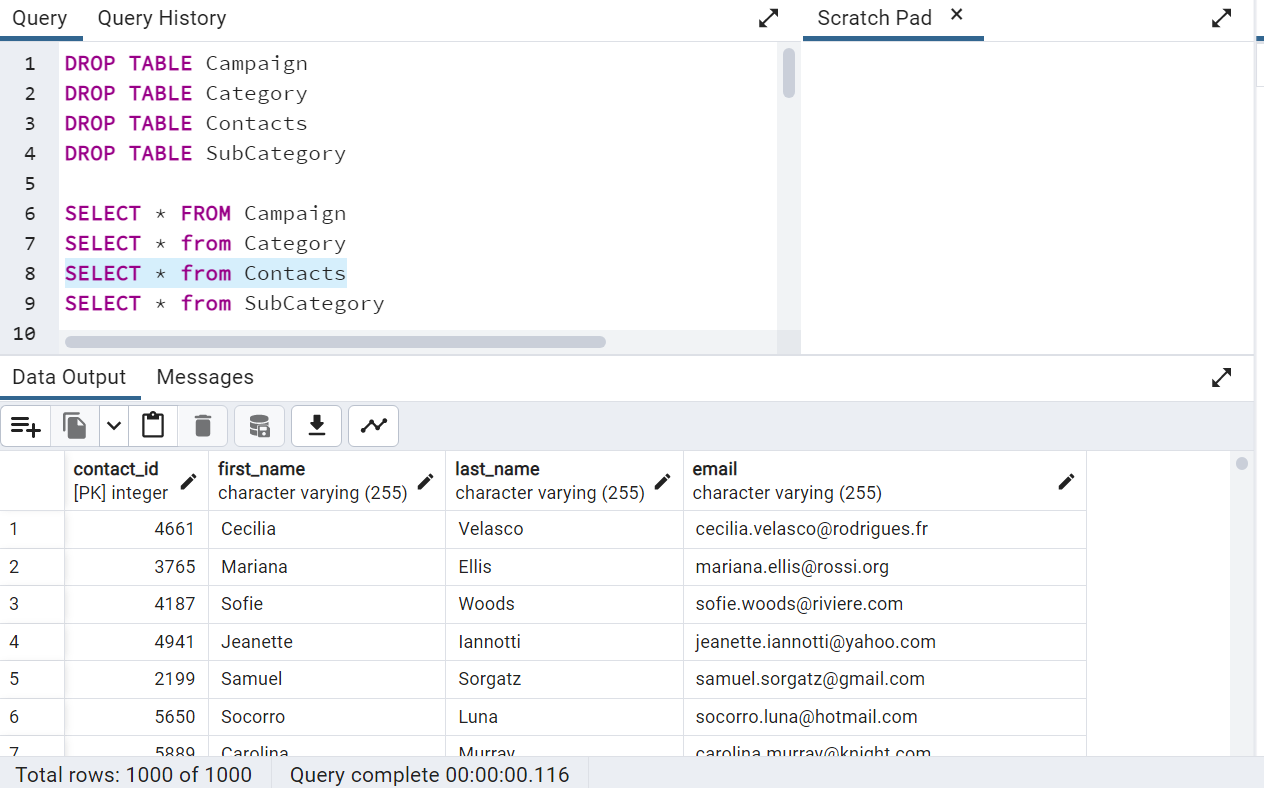 Query Query History Scratch Pad ×
1 DROP TABLE Campaign
2 DROP TABLE Category
3 DROP TABLE Contacts
4 DROP TABLE SubCategory
5
6 SELECT * FROM Campaign
7 SELECT * from Category
8 SELECT * from Contacts
9 SELECT * from SubCategory
10
Data Output Messages
contact_id first_name last_name email
[PK] integer character varying (255) character varying (255) character varying (255)
1 4661 Cecilia Velasco cecilia.velasco@rodrigues.fr
2 3765 Mariana Ellis mariana.ellis@rossi.org
3 4187 Sofie Woods sofie.woods@riviere.com
4 4941 Jeanette Iannotti jeanette.iannotti@yahoo.com
5 2199 Samuel Sorgatz samuel.sorgatz@gmail.com
6 5650 Socorro Luna socorro.luna@hotmail.com
7 5889 Carolina Murray carolina.murray@knight.com
Total rows: 1000 of 1000 Query complete 00:00:00.116